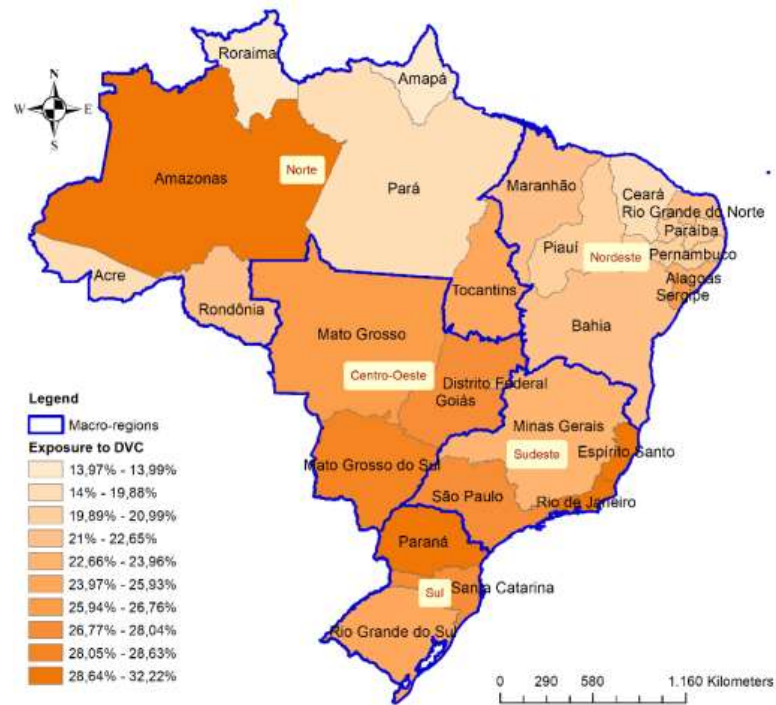 Roraima
Amapá
N
W E
S
Amazonas
Norte
Pará
Maranhão
Ceará
Rio Grande do Norte
Paraíba
Piauí
Nordeste
Pernambuco
Acre
Alagoas
Rondônia
Tocantins
Sergipe
Mato Grosso
Bahia
Centro-Oeste
Distrito Federal
Goiás
Minas Gerais
Espírito Santo
Sudeste
Mato Grosso do Sul
São Paulo
Rio de Janeiro
Paraná
Santa Catarina
Sul
Rio Grande do Sul
Legend
Macro-regions
Exposure to DVC
13,97% - 13,99%
14% - 19,88%
19,89% - 20,99%
21% - 22,65%
22,66% - 23,96%
23,97% - 25,93%
25,94% - 26,76%
26,77% - 28,04%
28,05% - 28,63%
28,64% - 32,22%
0 290 580 1.160 Kilometers